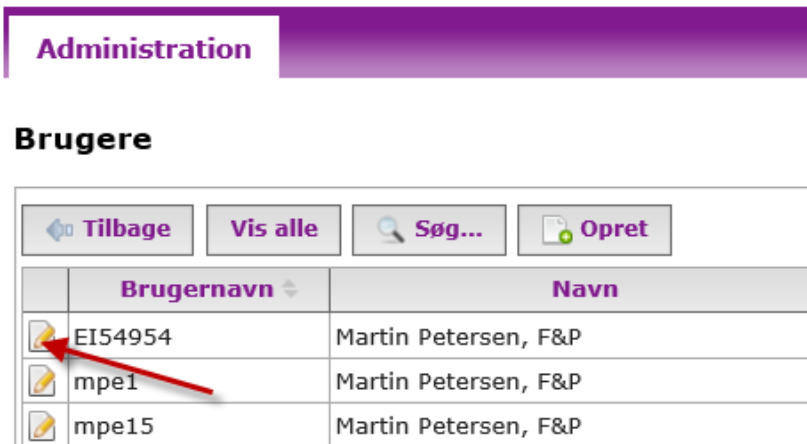 Administration
Brugere
Tilbage Vis alle Søg... Opret
Brugernavn Navn
EI54954 Martin Petersen, F&P
mpe1 Martin Petersen, F&P
mpe15 Martin Petersen, F&P